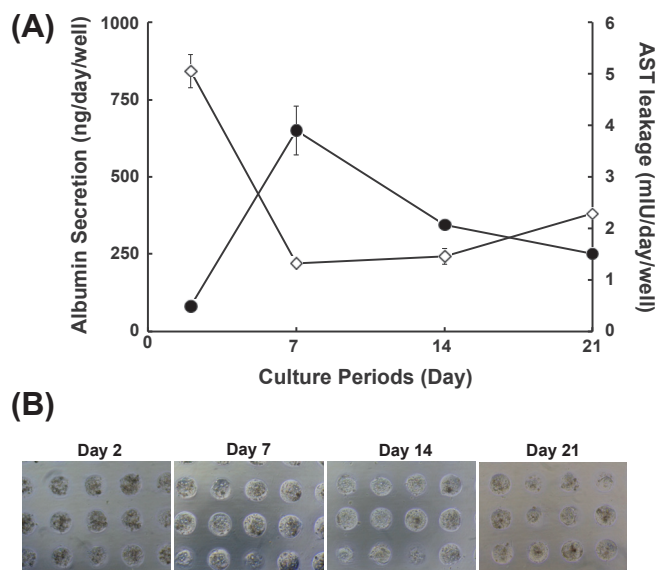 (A)
Albumin Secretion (ng/day/well)
1000
750
500
250
0
6
5
4
3
2
1
0
AST leakage (mIU/day/well)
0
7
14
21
Culture Periods (Day)
(B)
Day 2
Day 7
Day 14
Day 21